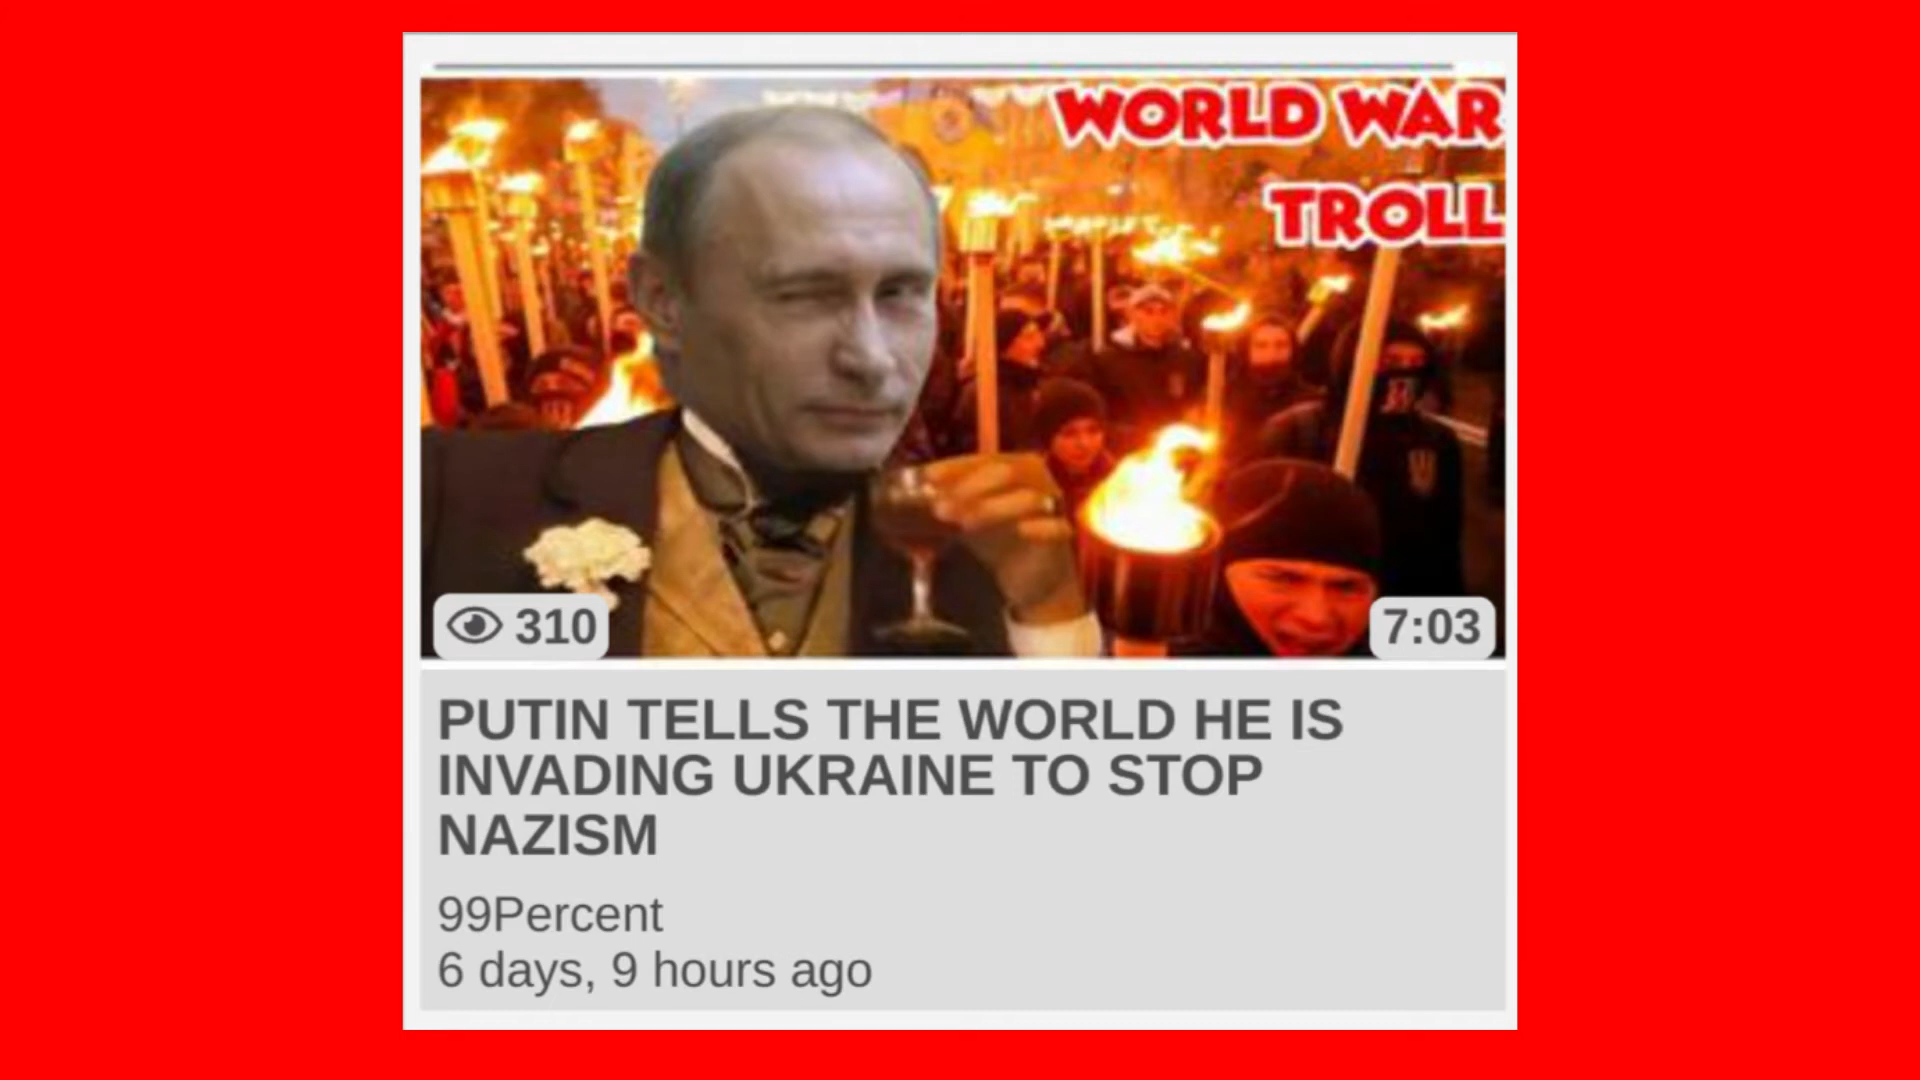 WORLD WAR
TROLL
310
7:03
PUTIN TELLS THE WORLD HE IS
INVADING UKRAINE TO STOP
NAZISM
99Percent
6 days, 9 hours ago